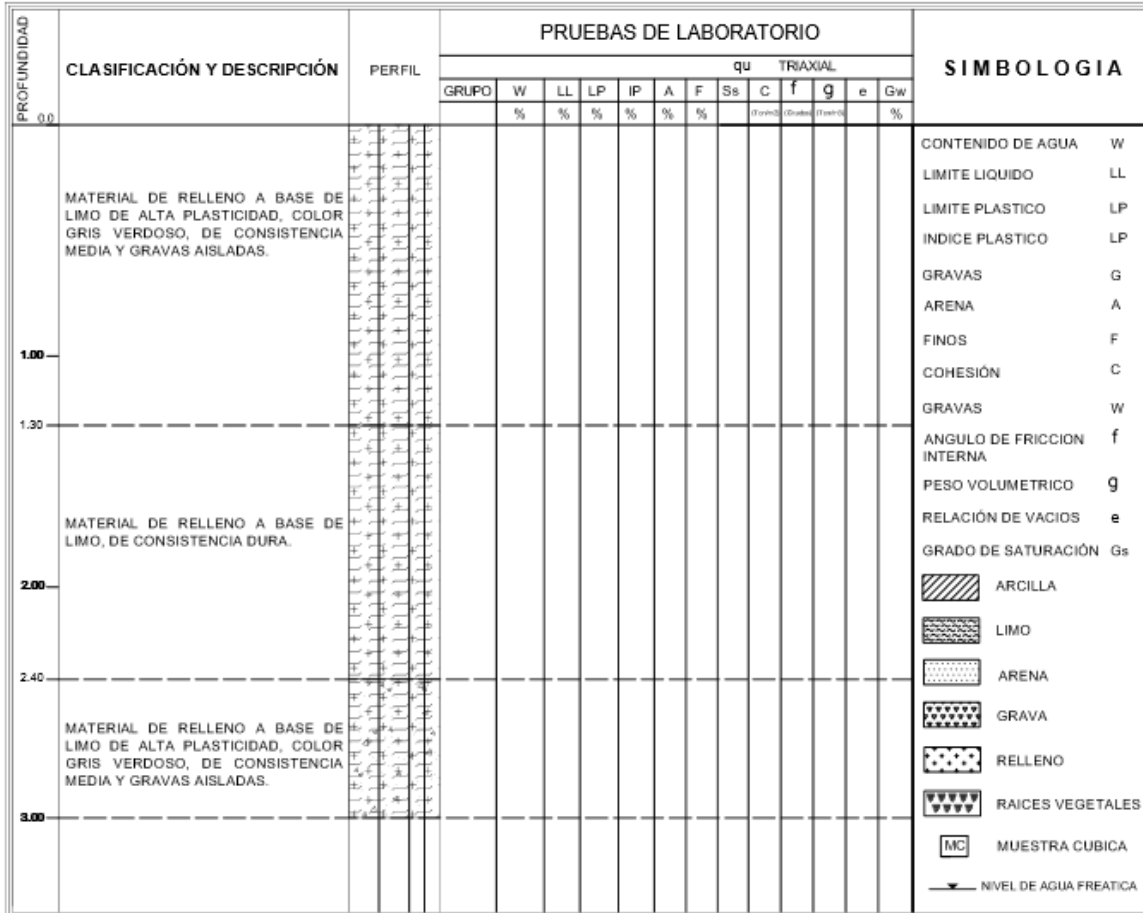 PROFUNDIDAD
0.0
CLASIFICACIÓN Y DESCRIPCIÓN
PERFIL
PRUEBAS DE LABORATORIO
qu TRIAXIAL
GRUPO W LL LP IP A F Ss C f g e Gw
% % % % % % (Ton/m2) (Grados) (Ton/m3) %
MATERIAL DE RELLENO A BASE DE
LIMO DE ALTA PLASTICIDAD, COLOR
GRIS VERDOSO, DE CONSISTENCIA
MEDIA Y GRAVAS AISLADAS.
1.00
1.30
MATERIAL DE RELLENO A BASE DE
LIMO, DE CONSISTENCIA DURA.
2.00
2.40
MATERIAL DE RELLENO A BASE DE
LIMO DE ALTA PLASTICIDAD, COLOR
GRIS VERDOSO, DE CONSISTENCIA
MEDIA Y GRAVAS AISLADAS.
3.00
SIMBOLOGIA
CONTENIDO DE AGUA W
LIMITE LIQUIDO LL
LIMITE PLASTICO LP
INDICE PLASTICO LP
GRAVAS G
ARENA A
FINOS F
COHESIÓN C
GRAVAS W
ANGULO DE FRICCION f
INTERNA
PESO VOLUMETRICO g
RELACIÓN DE VACIOS e
GRADO DE SATURACIÓN Gs
ARCILLA
LIMO
ARENA
GRAVA
RELLENO
RAICES VEGETALES
MC MUESTRA CUBICA
NIVEL DE AGUA FREATICA